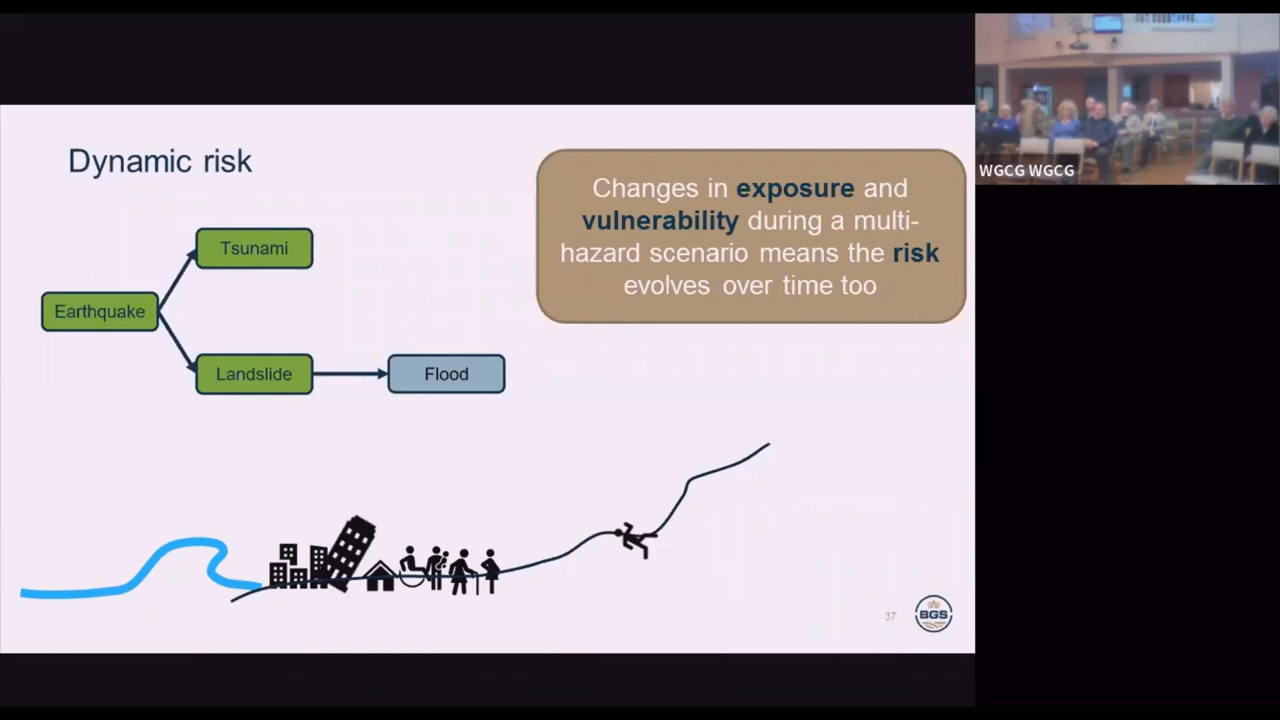 Dynamic risk
Changes in exposure and
vulnerability during a multi-
hazard scenario means the risk
evolves over time too
Tsunami
Earthquake
Landslide
Flood
37
BGS
WGCG WGCG